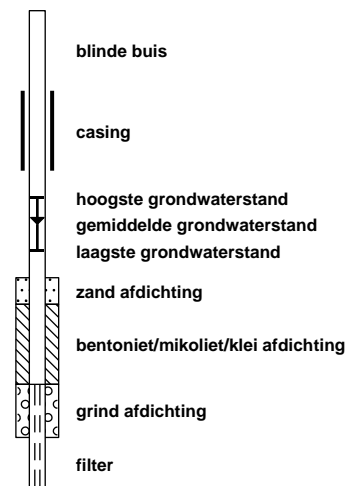 blinde buis
casing
hoogste grondwaterstand
gemiddelde grondwaterstand
laagste grondwaterstand
zand afdichting
bentoniet/mikoliet/klei afdichting
grind afdichting
filter